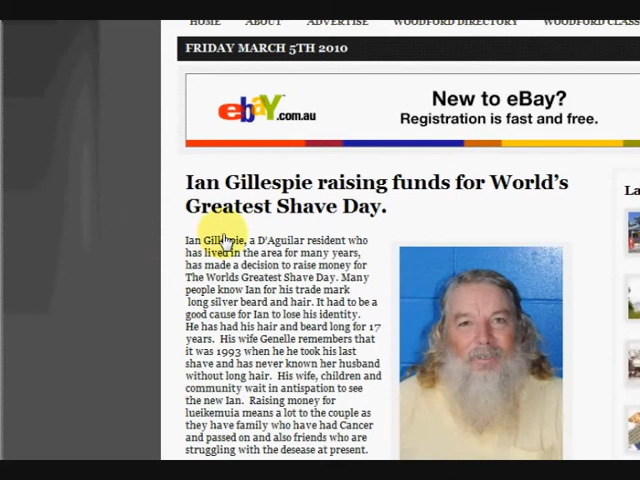 HOME ABOUT ADVERTISE WOODFORD DIRECTORY WOODFORD CLASS
FRIDAY MARCH 5TH 2010
ebay.com.au
New to eBay?
Registration is fast and free.
Ian Gillespie raising funds for World's
Greatest Shave Day.
La
Ian Gillespie, a D'Aguilar resident who
has lived in the area for many years,
has made a decision to raise money for
The Worlds Greatest Shave Day. Many
people know Ian for his trade mark
long silver beard and hair. It had to be a
good cause for Ian to lose his identity.
He has had his hair and beard long for 17
years. His wife Genelle remembers that
it was 1993 when he he took his last
shave and has never known her husband
without long hair. His wife, children and
community wait in antispation to see
the new Ian. Raising money for
lueikemuia means a lot to the couple as
they have family who have had Cancer
and passed on and also friends who are
struggling with the desease at present.